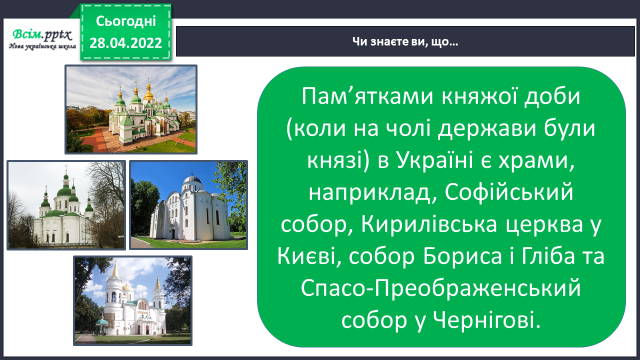 Всім.pptx
Нова українська школа
Сьогодні
28.04.2022
Чи знаєте ви, що…
Пам’ятками княжої доби
(коли на чолі держави були
князі) в Україні є храми,
наприклад, Софійський
собор, Кирилівська церква у
Києві, собор Бориса і Гліба та
Спасо-Преображенський
собор у Чернігові.